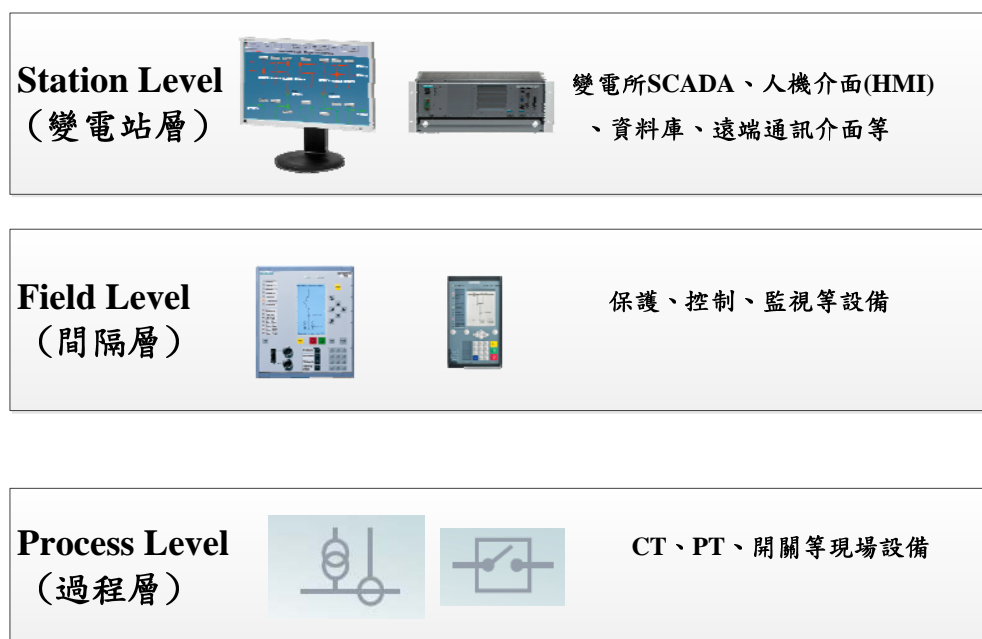 Station Level
（變電站層）
變電所SCADA、人機介面(HMI)
、資料庫、遠端通訊介面等
Field Level
（間隔層）
保護、控制、監視等設備
Process Level
（過程層）
CT、PT、開關等現場設備